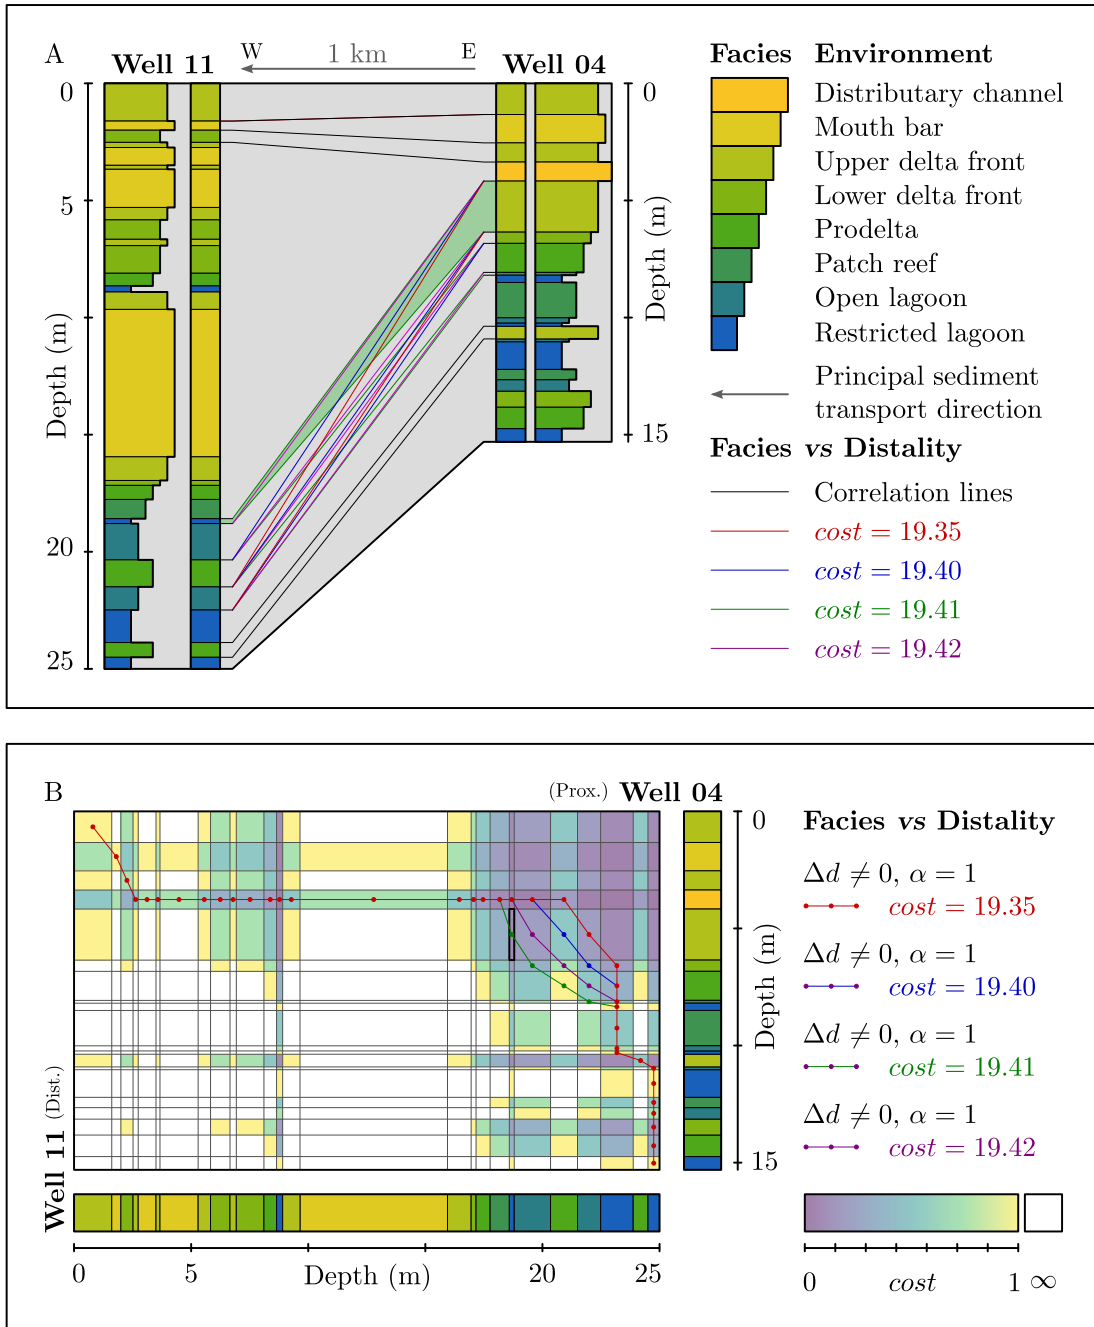 A
Well 11
W
1 km
E
Well 04
0
5
Depth (m)
20
25
0
Depth (m)
15
Facies Environment
Distributary channel
Mouth bar
Upper delta front
Lower delta front
Prodelta
Patch reef
Open lagoon
Restricted lagoon
Principal sediment
transport direction
Facies vs Distality
Correlation lines
cost = 19.35
cost = 19.40
cost = 19.41
cost = 19.42
B
(Prox.) Well 04
0
Depth (m)
15
Well 11 (Dist.)
0
5
Depth (m)
20
25
Facies vs Distality
Δd ≠ 0, α = 1
cost = 19.35
Δd ≠ 0, α = 1
cost = 19.40
Δd ≠ 0, α = 1
cost = 19.41
Δd ≠ 0, α = 1
cost = 19.42
0 cost 1 ∞